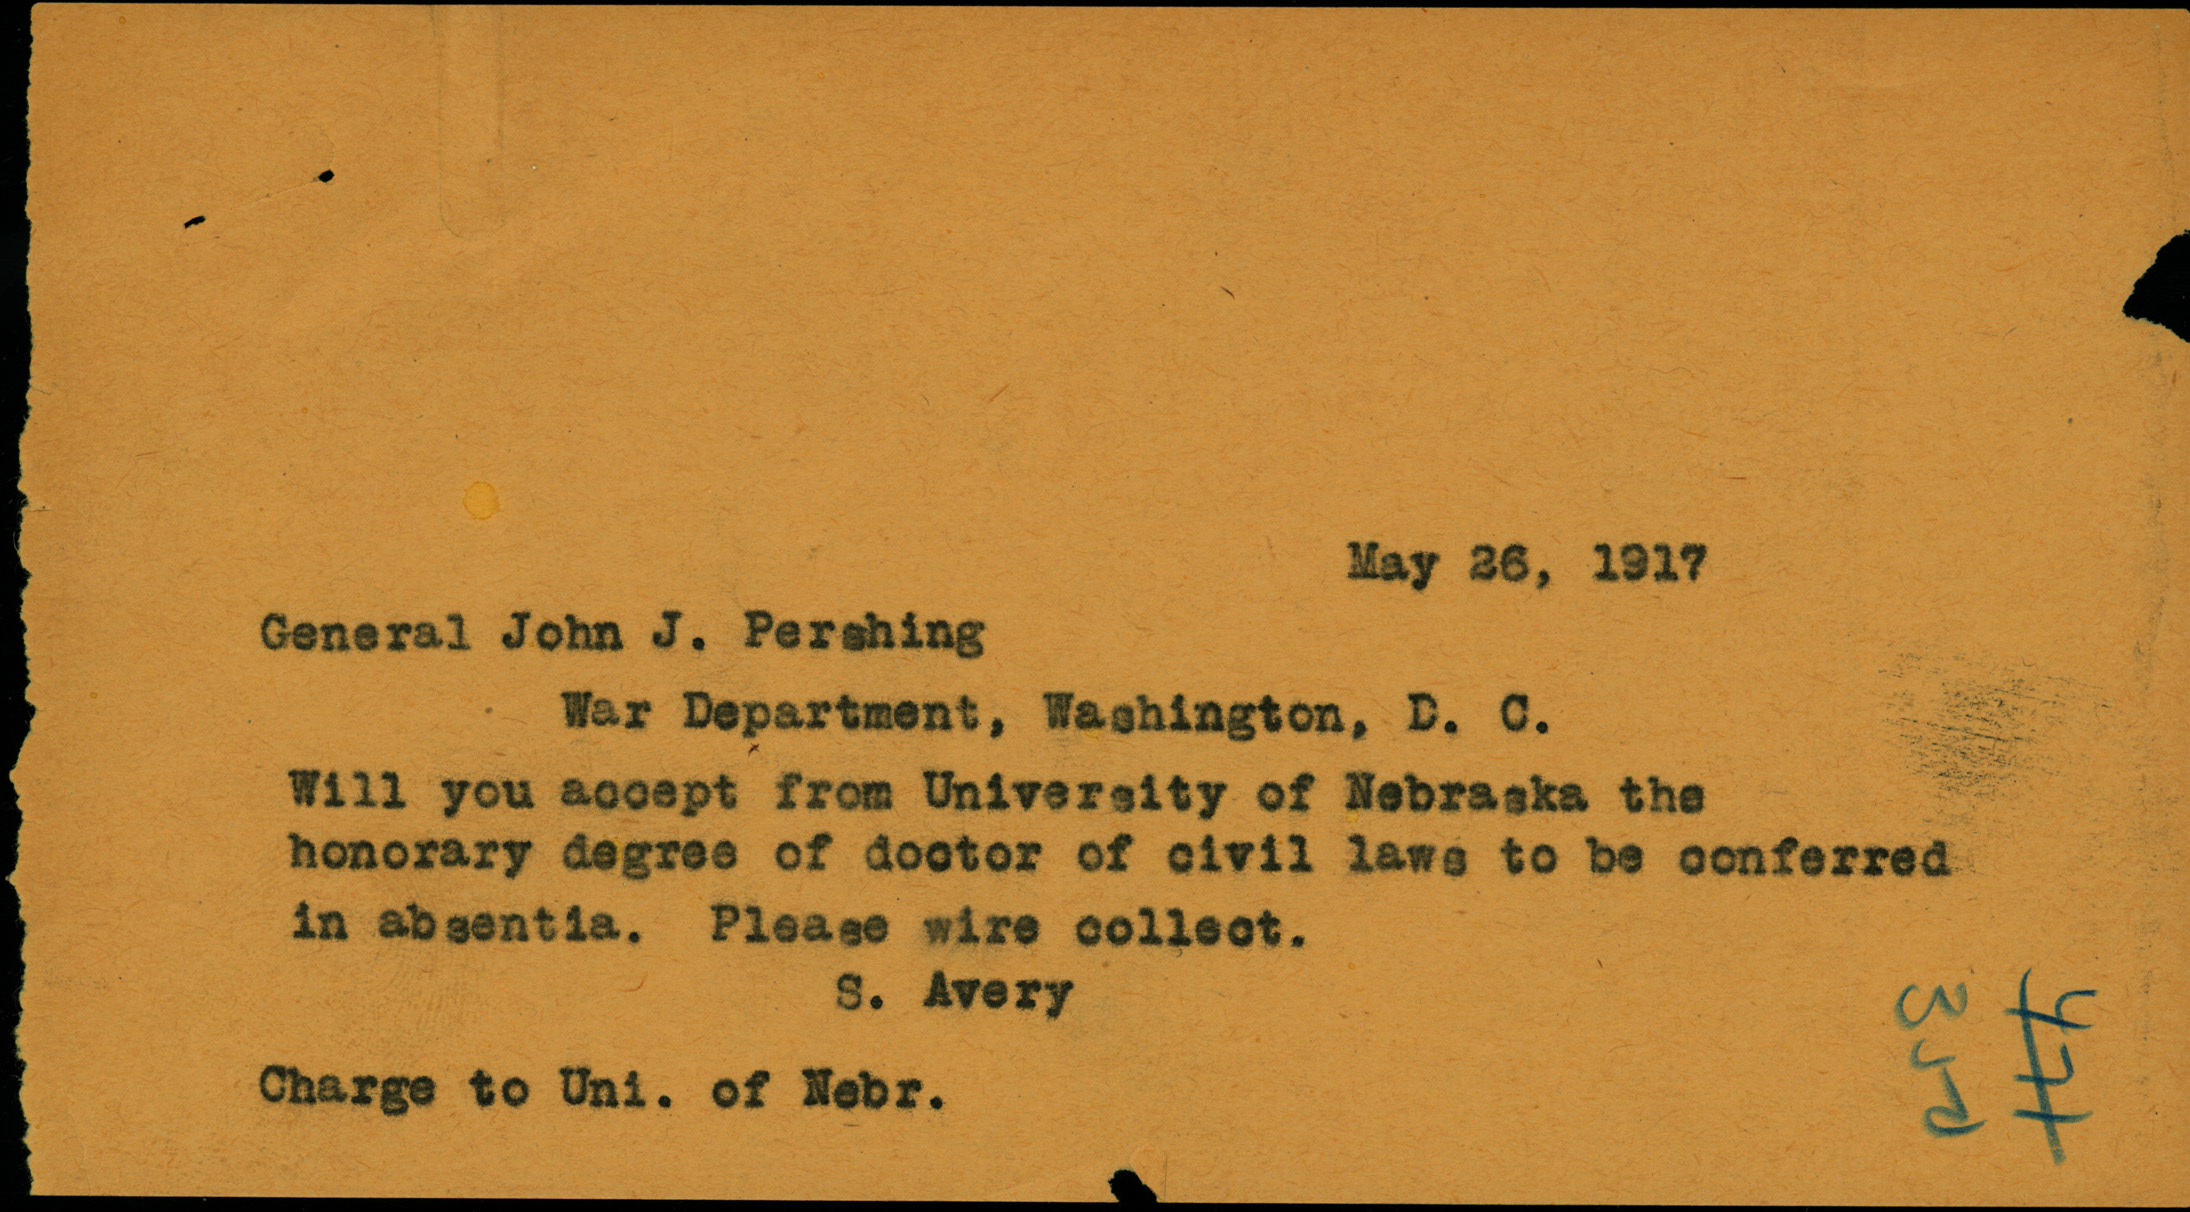 May 26, 1917
General John J. Pershing
War Department, Washington, D. C.
Will you accept from University of Nebraska the
honorary degree of doctor of civil laws to be conferred
in absentia. Please wire collect.
S. Avery
Charge to Uni. of Nebr.